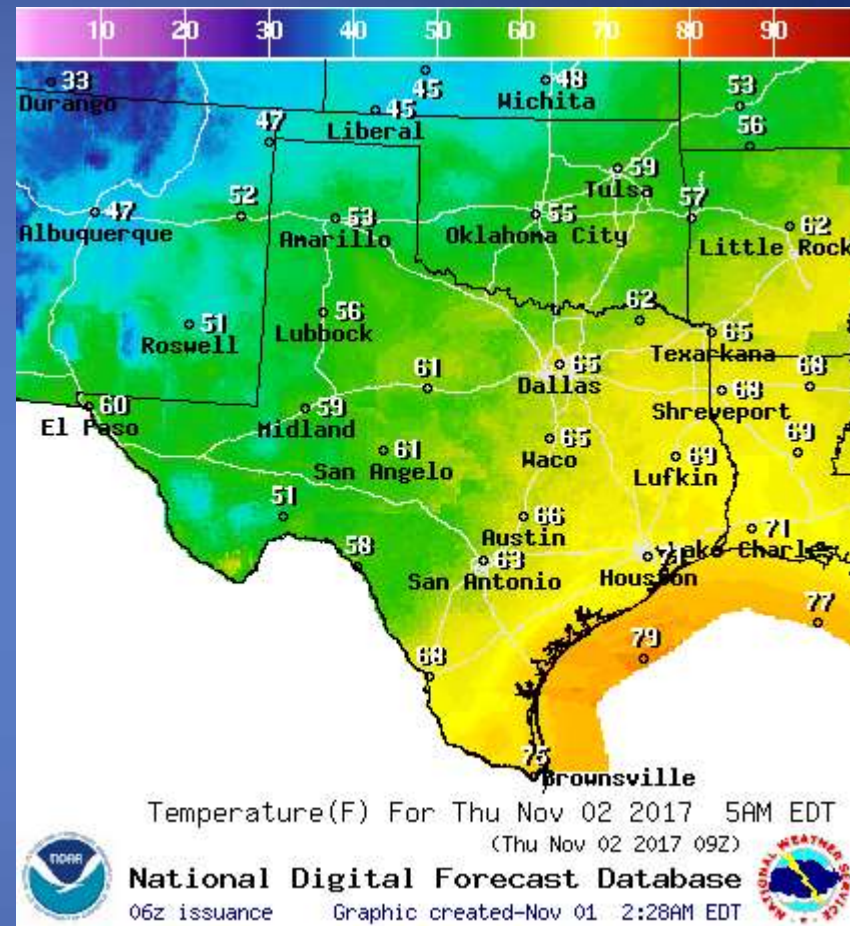 10 20 30 40 50 60 70 80 90
33
Durango
45
48
Wichita
45
Liberal
53
47
56
59
Tulsa
47
Albuquerque
52
53
Amarillo
55
Oklahoma City
57
62
Little Rock
51
Roswell
56
Lubbock
62
65
Texarkana
61
65
Dallas
68
Shreveport
68
60
El Paso
59
Midland
61
San Angelo
65
Waco
69
Lufkin
69
51
66
Austin
71
Lake Charles
58
63
San Antonio
Houston
77
79
68
75
Brownsville
Temperature(F) For Thu Nov 02 2017 5AM EDT
(Thu Nov 02 2017 09Z)
NOAA
National Digital Forecast Database
NATIONAL WEATHER SERVICE
06z issuance Graphic created-Nov 01 2:28AM EDT